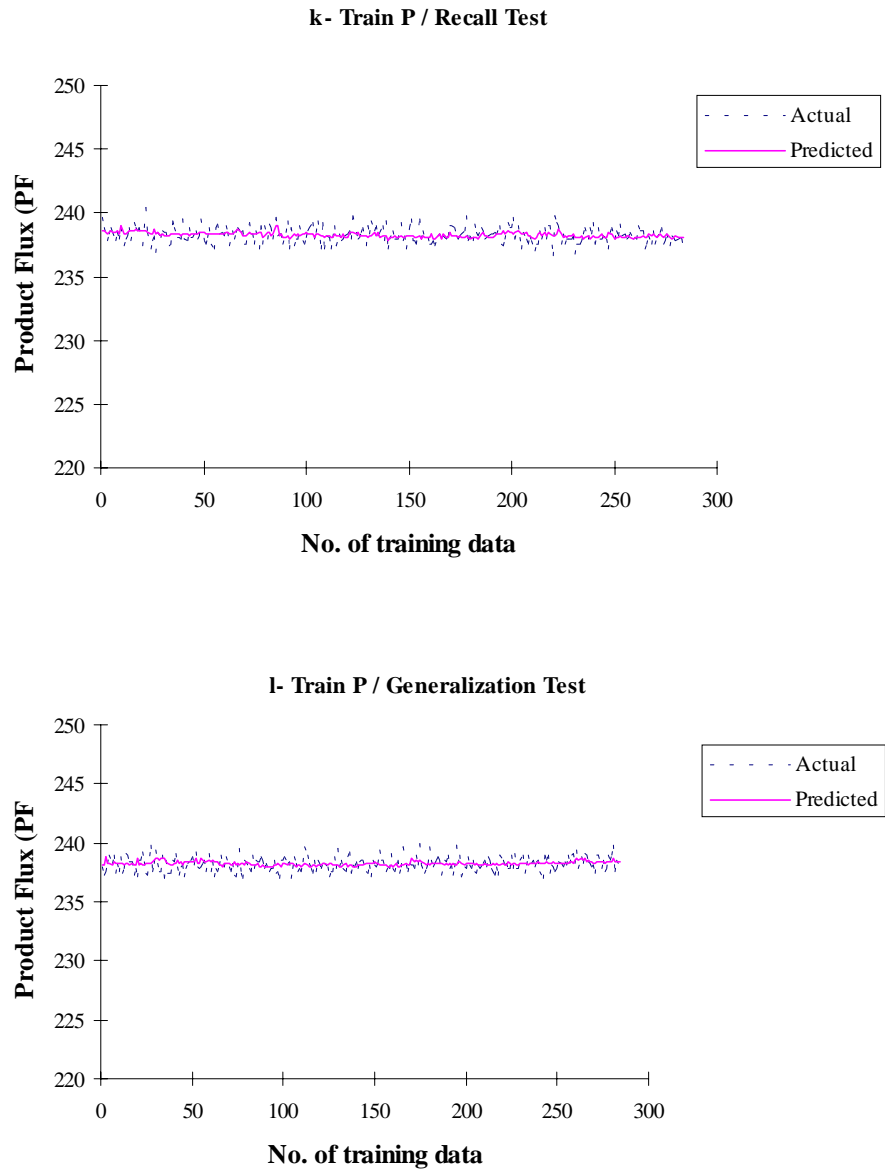 k- Train P / Recall Test
250
245
240
235
230
225
220
Product Flux (PF
0 50 100 150 200 250 300
No. of training data
Actual
Predicted
l- Train P / Generalization Test
250
245
240
235
230
225
220
Product Flux (PF
0 50 100 150 200 250 300
No. of training data
Actual
Predicted